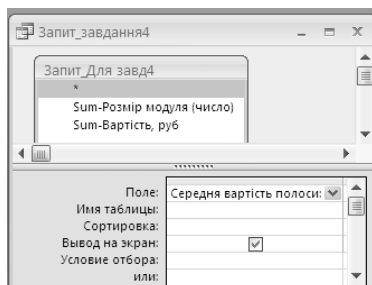 Запит_завдання4
Запит_Для завд4
*
Sum-Розмір модуля (число)
Sum-Вартість, руб
Поле: Середня вартість полоси:
Имя таблицы:
Сортировка:
Вывод на экран:
Условие отбора:
или: